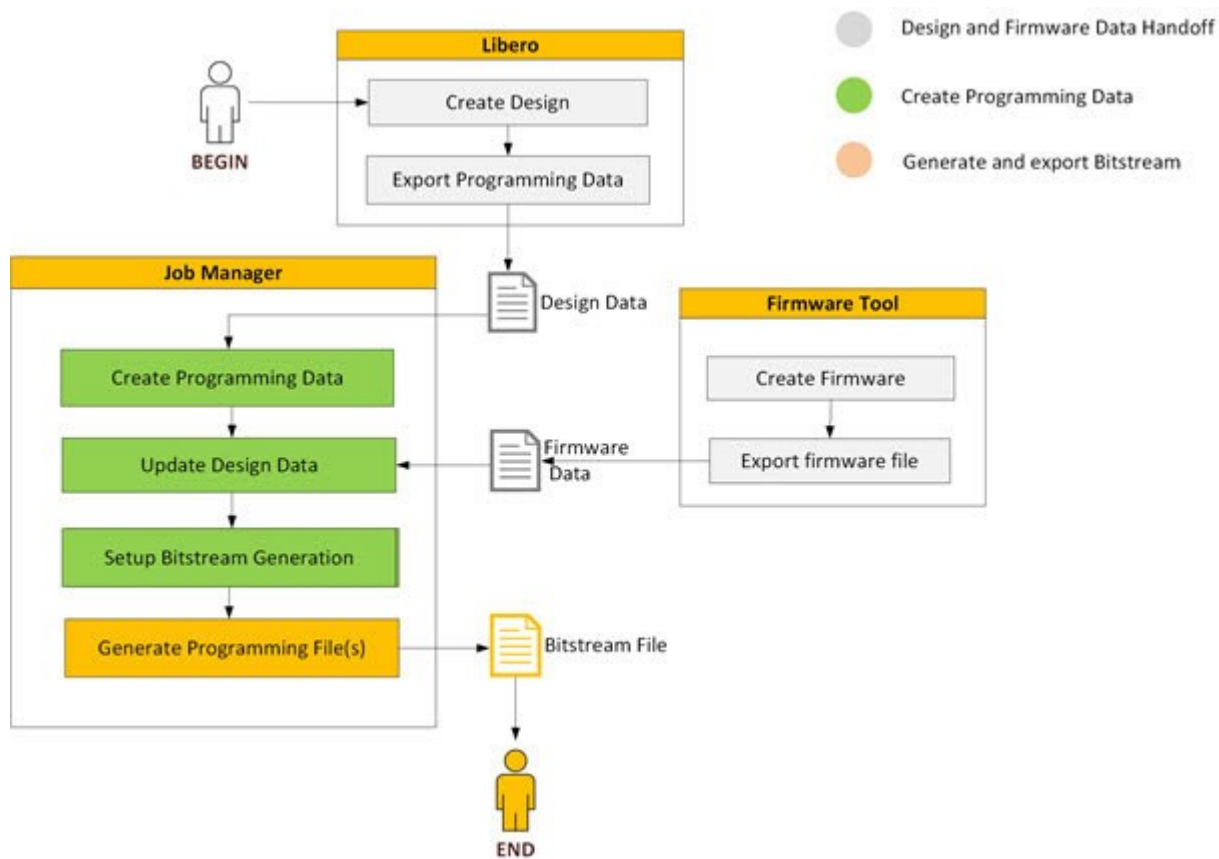 Libero
Create Design
Export Programming Data
BEGIN
Design and Firmware Data Handoff
Create Programming Data
Generate and export Bitstream
Job Manager
Design Data
Create Programming Data
Update Design Data
Setup Bitstream Generation
Generate Programming File(s)
Firmware
Data
Firmware Tool
Create Firmware
Export firmware file
Bitstream File
END